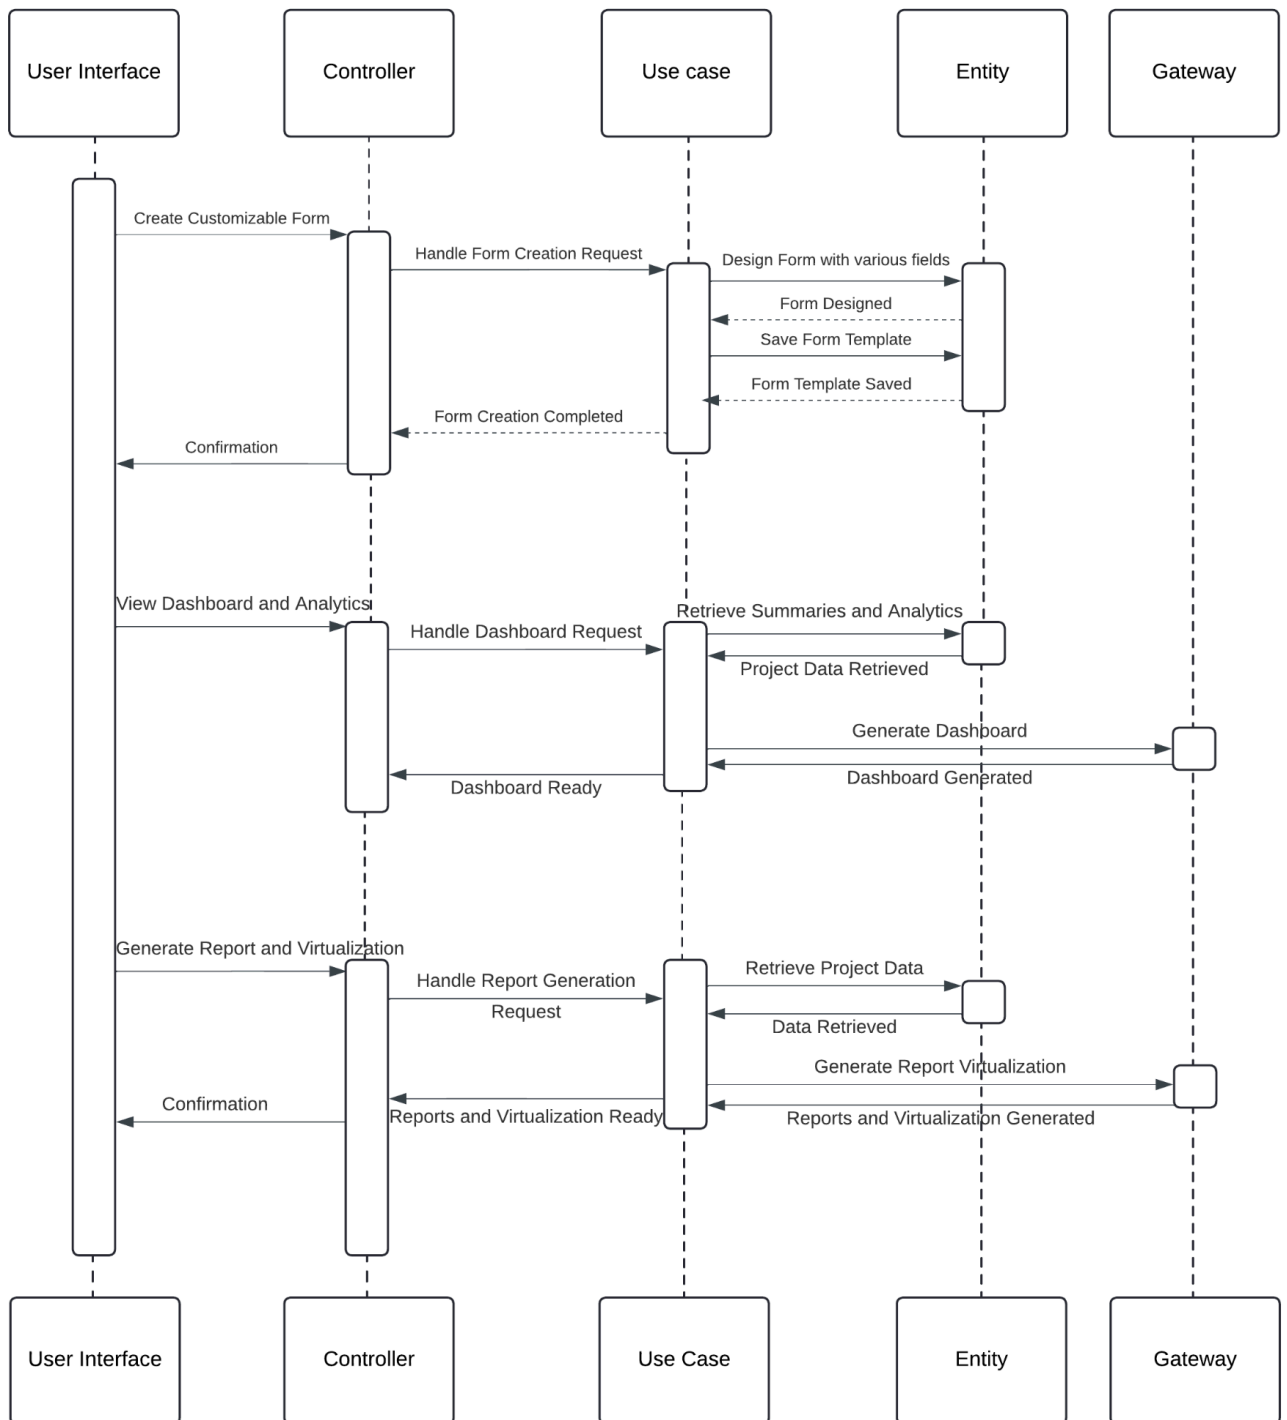 User Interface
Controller
Use case
Entity
Gateway
Create Customizable Form
Handle Form Creation Request
Design Form with various fields
Form Designed
Save Form Template
Form Template Saved
Form Creation Completed
Confirmation
View Dashboard and Analytics
Retrieve Summaries and Analytics
Handle Dashboard Request
Project Data Retrieved
Generate Dashboard
Dashboard Generated
Dashboard Ready
Generate Report and Virtualization
Retrieve Project Data
Handle Report Generation
Request
Data Retrieved
Generate Report Virtualization
Confirmation
Reports and Virtualization Ready
Reports and Virtualization Generated
User Interface
Controller
Use Case
Entity
Gateway